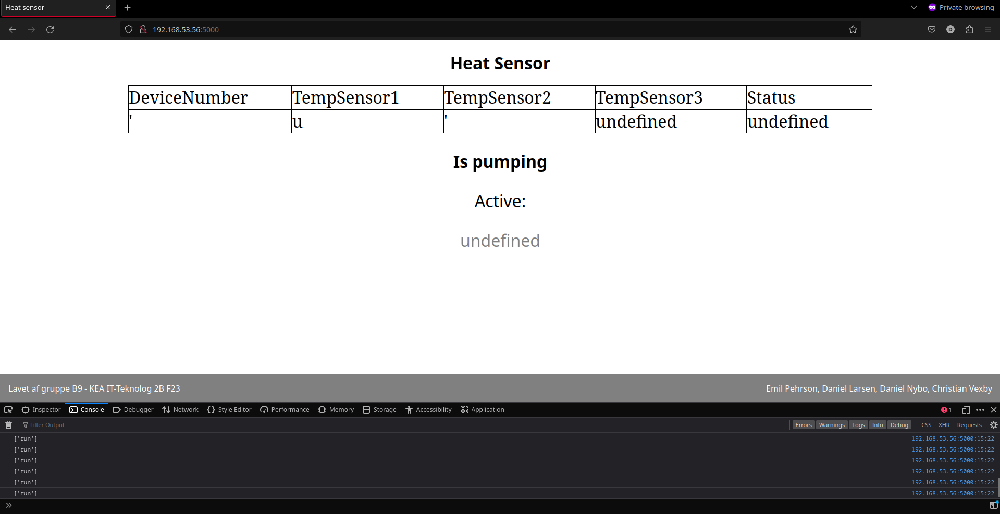 Heat sensor
Private browsing
192.168.53.56:5000
D
Heat Sensor
DeviceNumber TempSensor1 TempSensor2 TempSensor3 Status
' u ' undefined undefined
Is pumping
Active:
undefined
Lavet af gruppe B9 - KEA IT-Teknolog 2B F23 Emil Pehrson, Daniel Larsen, Daniel Nybo, Christian Vexby
Inspector Console Debugger Network Style Editor Performance Memory Storage Accessibility Application 1
Filter Output Errors Warnings Logs Info Debug CSS XHR Requests
['run'] 192.168.53.56:5000:15:22
['run'] 192.168.53.56:5000:15:22
['run'] 192.168.53.56:5000:15:22
['run'] 192.168.53.56:5000:15:22
['run'] 192.168.53.56:5000:15:22
['run'] 192.168.53.56:5000:15:22